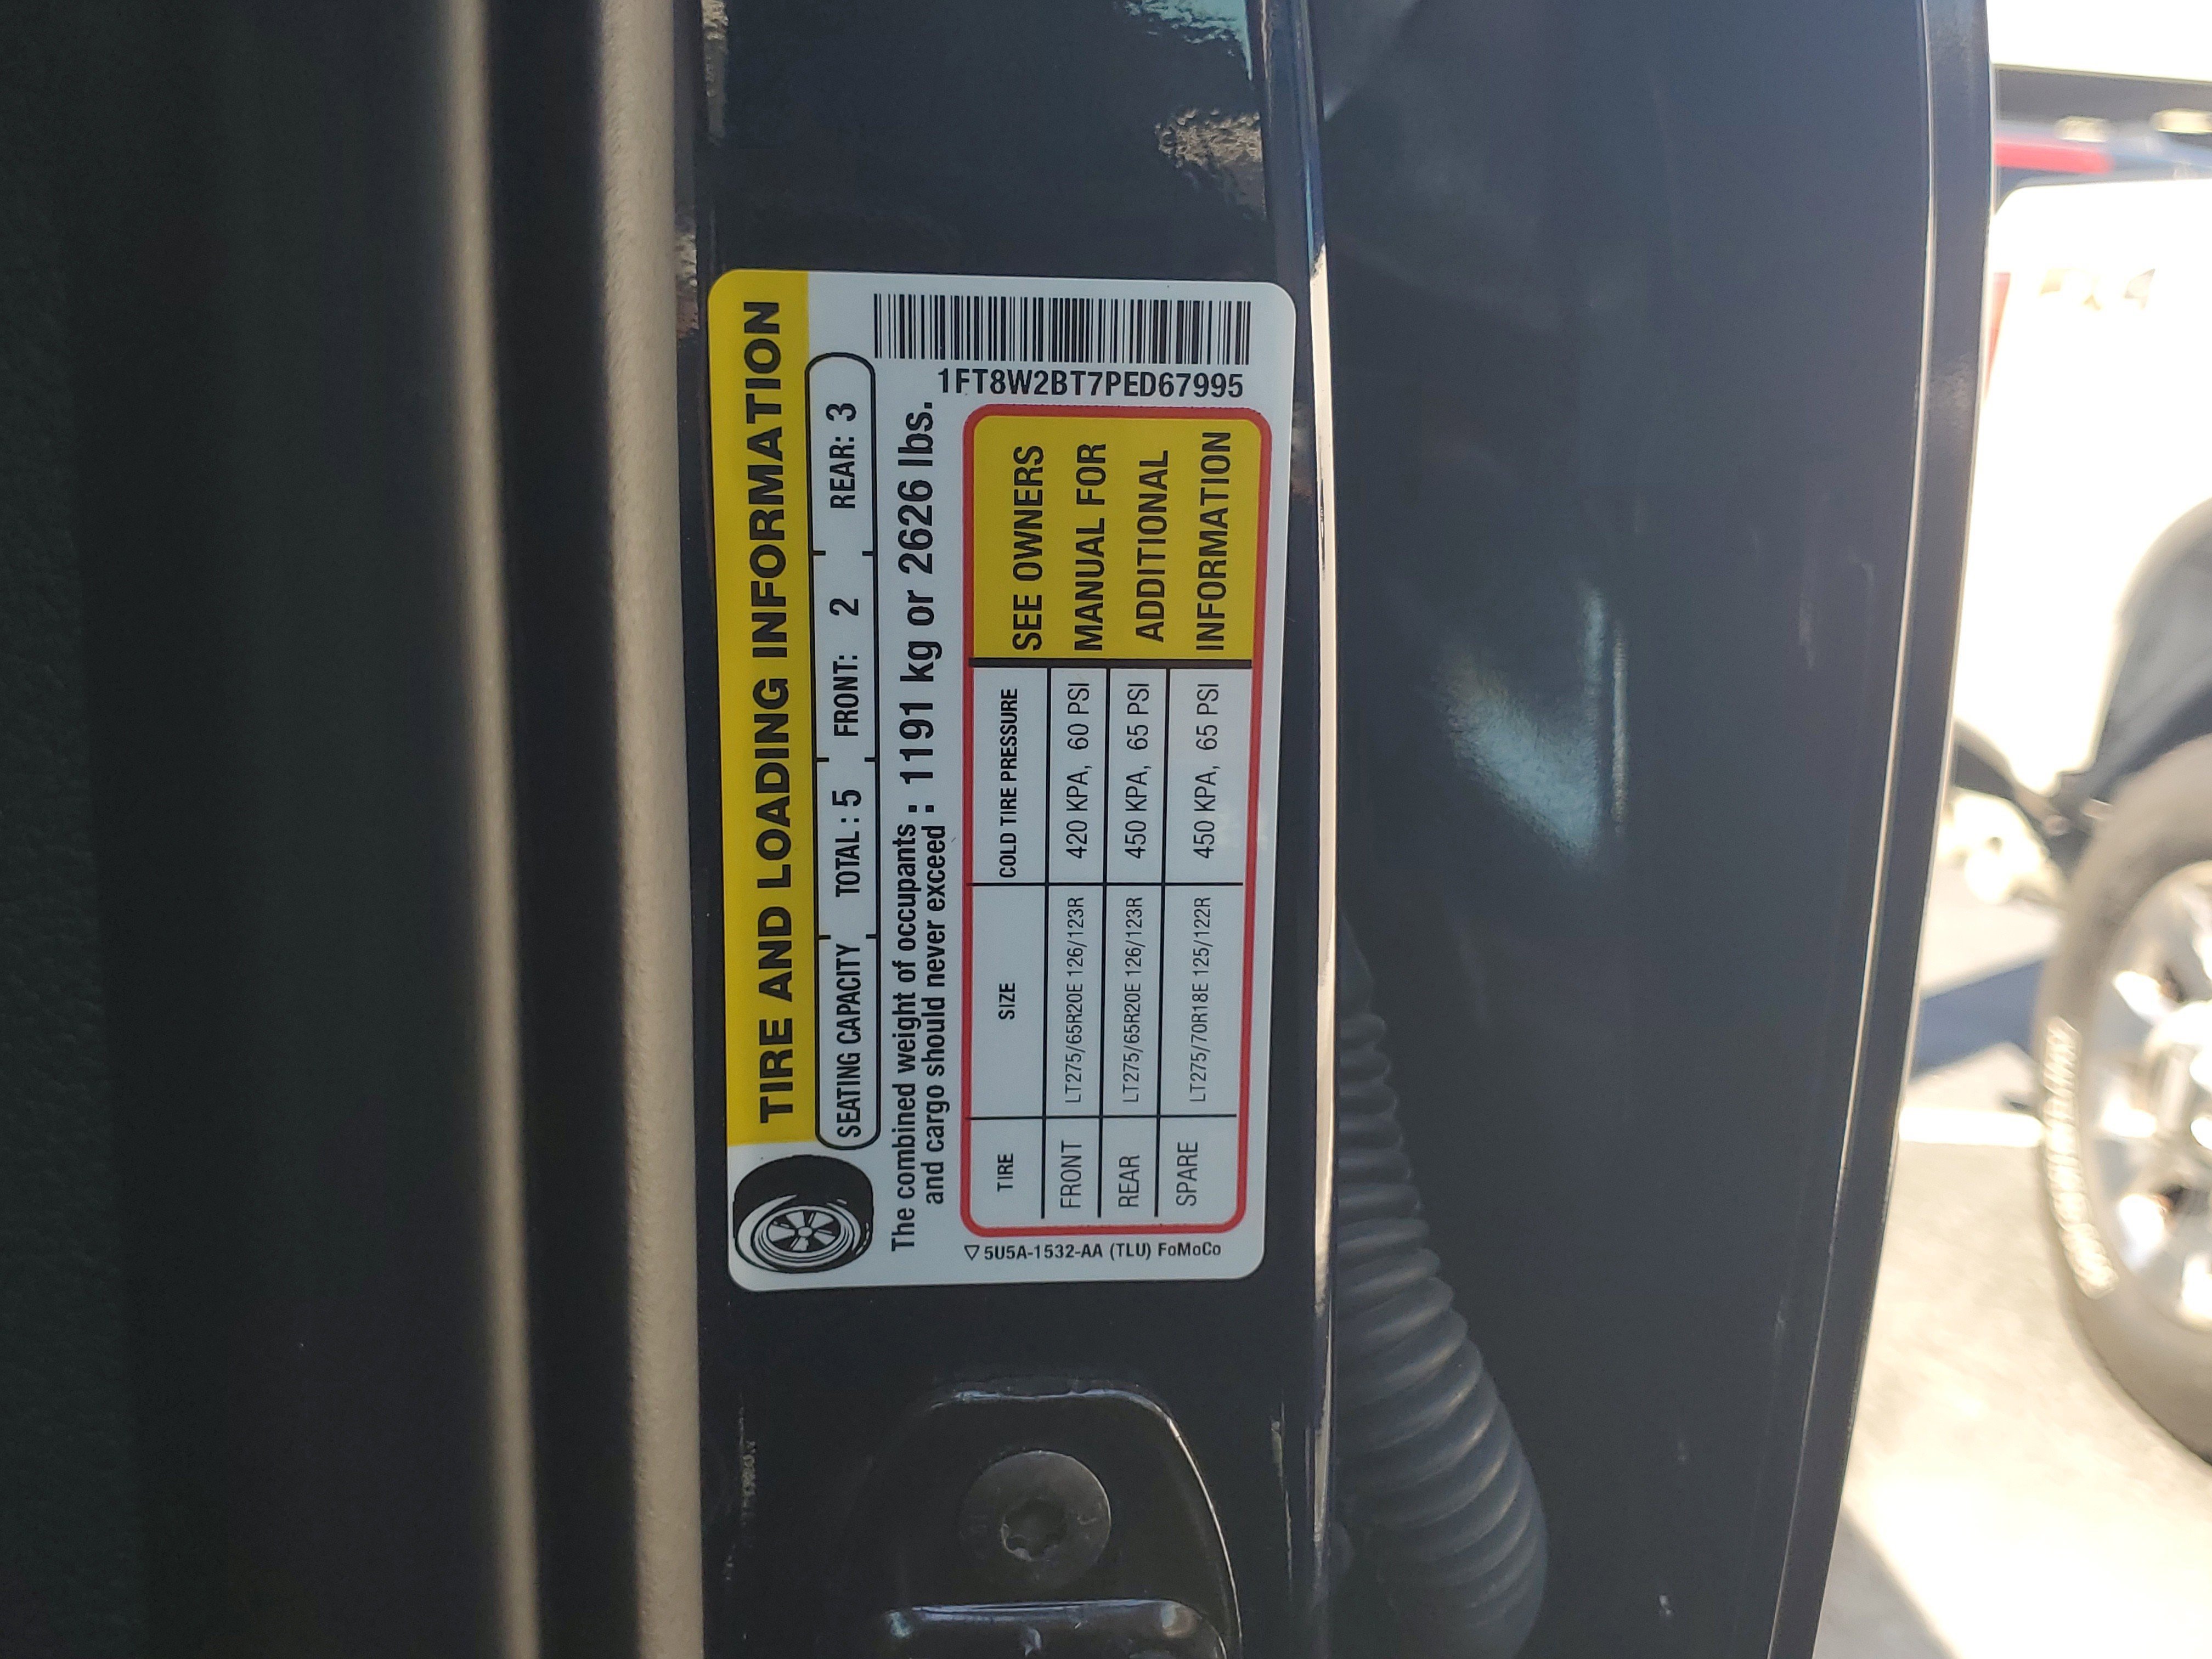 TIRE AND LOADING INFORMATION
SEATING CAPACITY TOTAL : 5 FRONT: 2 REAR: 3
The combined weight of occupants
and cargo should never exceed : 1191 kg or 2626 lbs.
1FT8W2BT7PED67995
TIRE SIZE COLD TIRE PRESSURE
FRONT LT275/65R20E 126/123R 420 KPA, 60 PSI
REAR LT275/65R20E 126/123R 450 KPA, 65 PSI
SPARE LT275/70R18E 125/122R 450 KPA, 65 PSI
SEE OWNERS
MANUAL FOR
ADDITIONAL
INFORMATION
▽ 5U5A-1532-AA (TLU) FoMoCo